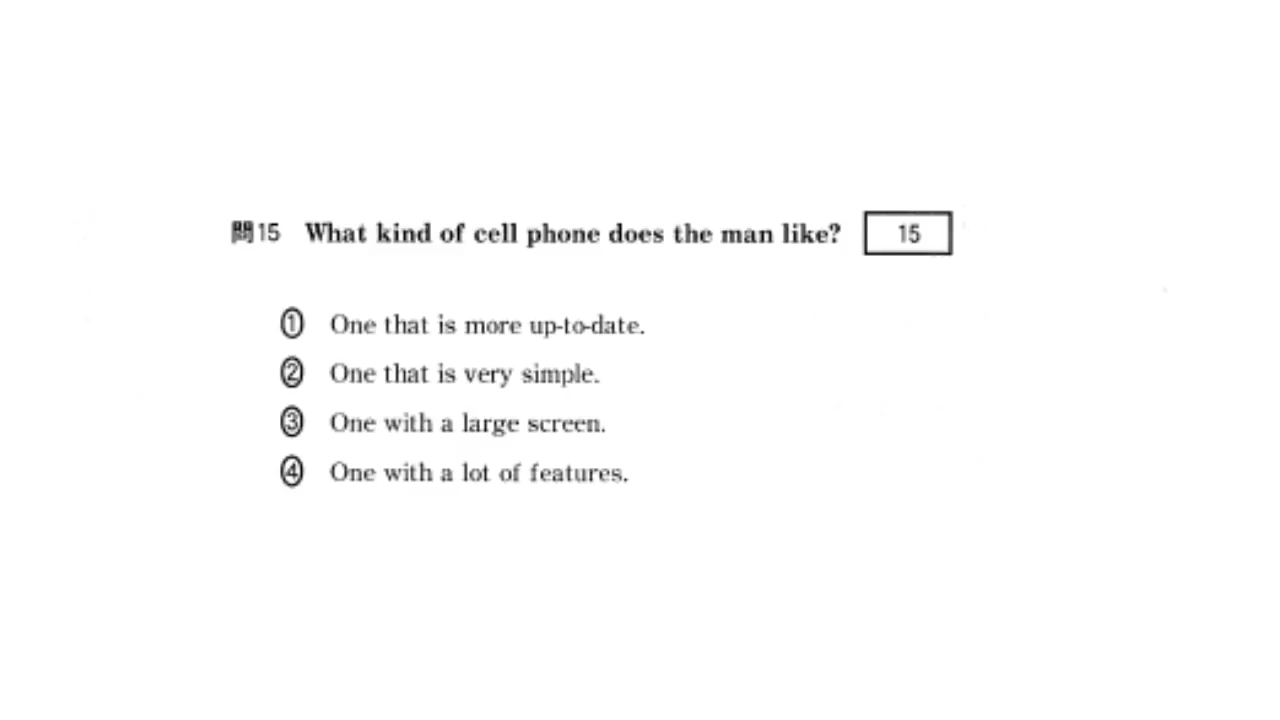 問15 What kind of cell phone does the man like? 15
① One that is more up-to-date.
② One that is very simple.
③ One with a large screen.
④ One with a lot of features.